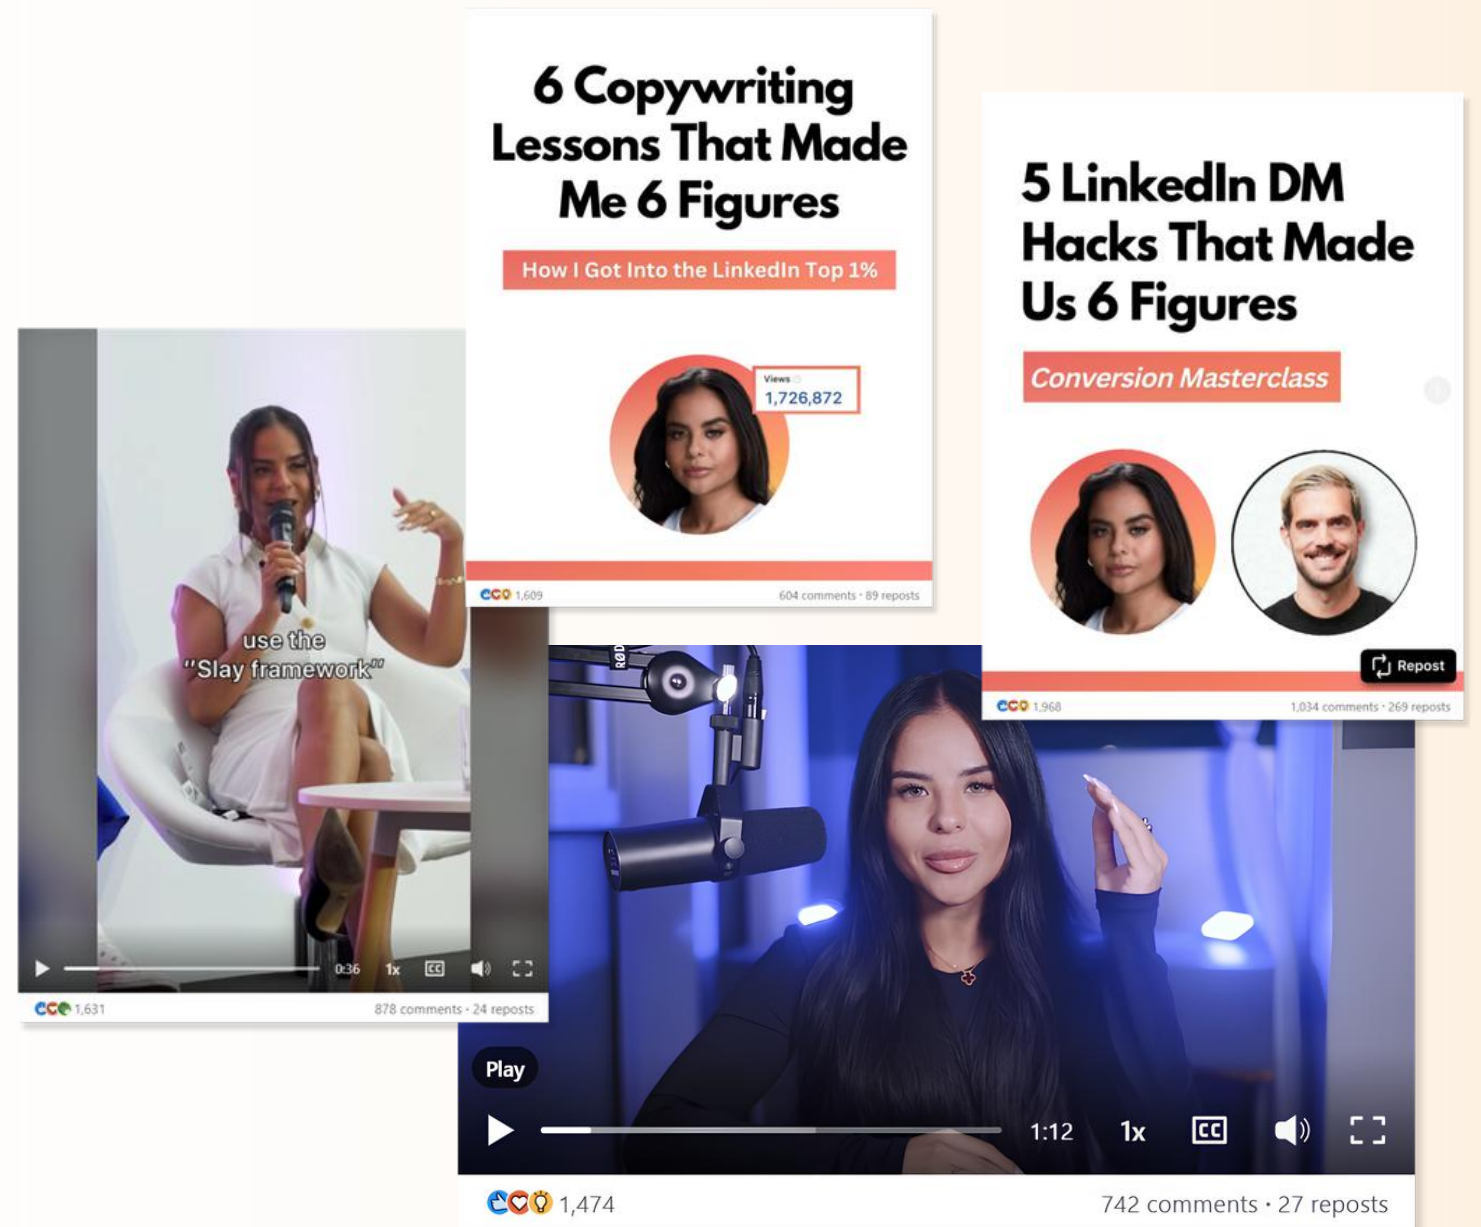 6 Copywriting
Lessons That Made
Me 6 Figures
How I Got Into the LinkedIn Top 1%
Views
1,726,872
1,609
604 comments · 89 reposts
5 LinkedIn DM
Hacks That Made
Us 6 Figures
Conversion Masterclass
Repost
1,968
1,034 comments · 269 reposts
use the
"Slay framework"
0:36
1x
CC
1,631
878 comments · 24 reposts
RØD
Play
1:12
1x
CC
1,474
742 comments · 27 reposts